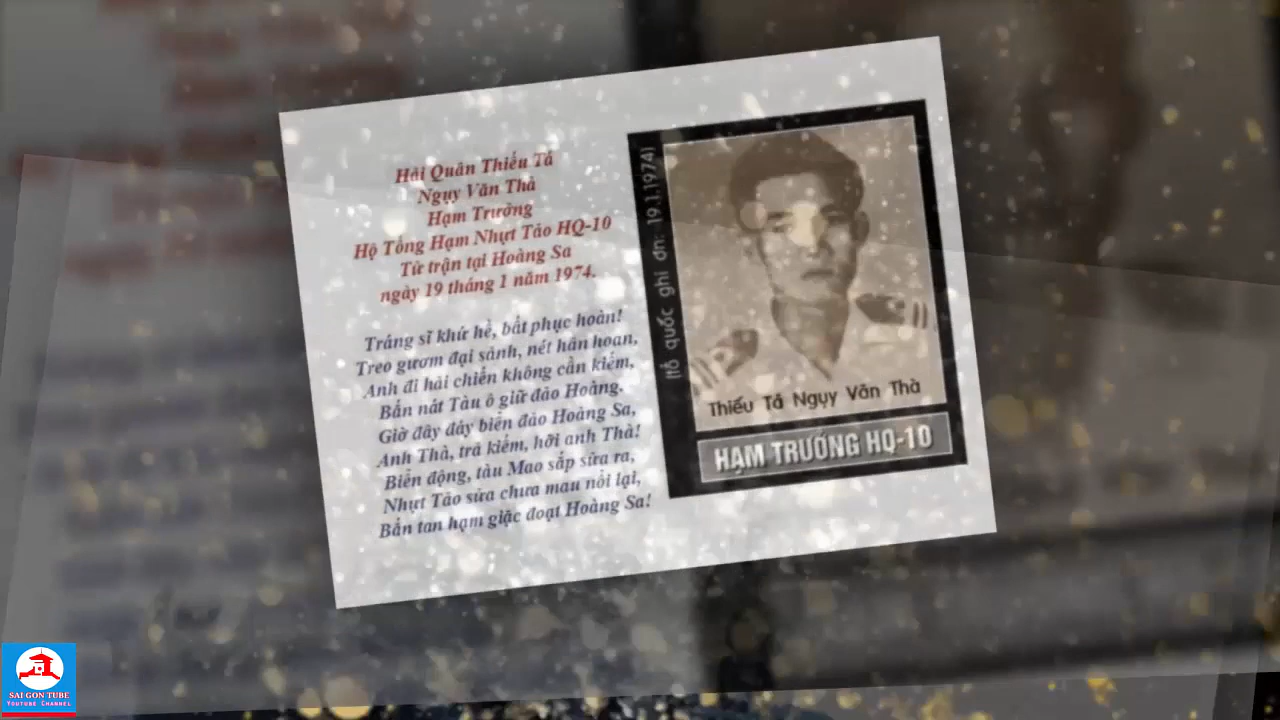 Hải Quân Thiếu Tá
Ngụy Văn Thà
Hạm Trưởng
Hộ Tống Hạm Nhựt Tảo HQ-10
Tử trận tại Hoàng Sa
ngày 19 tháng 1 năm 1974.
Tráng sĩ khứ hề, bất phục hoàn!
Treo gươm đại sảnh, nét hân hoan,
Anh đi hải chiến không cần kiếm,
Bắn nát Tàu ô giữ đảo Hoàng.
Giờ đây đáy biển đảo Hoàng Sa,
Anh Thà, trả kiếm, hỡi anh Thà!
Biển động, tàu Mao sắp sửa ra,
Nhựt Tảo sửa chưa mau nổi lại,
Bắn tan hạm giặc đoạt Hoàng Sa!
(tổ quốc ghi ơn: 19.1.1974)
Thiếu Tá Ngụy Văn Thà
HẠM TRƯỞNG HQ-10
SAI GON TUBE
YOUTUBE CHANNEL